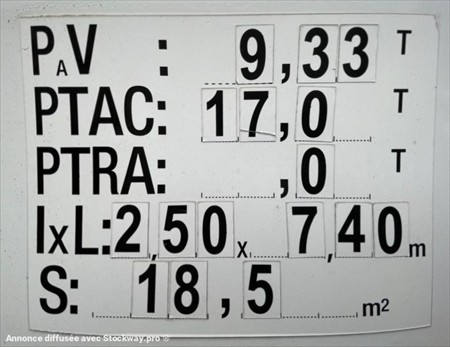 PAV : 9,33 T
PTAC: 17,0 T
PTRA: ,0 T
lxL: 2,50 x 7,40 m
S: 18,5 m²
Annonce diffusée avec Stockway.pro ®